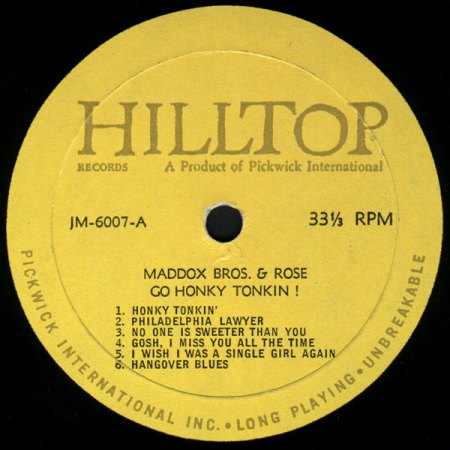 HILLTOP
RECORDS A Product of Pickwick International
JM-6007-A 33⅓ RPM
MADDOX BROS. & ROSE
GO HONKY TONKIN !
1. HONKY TONKIN'
2. PHILADELPHIA LAWYER
3. NO ONE IS SWEETER THAN YOU
4. GOSH, I MISS YOU ALL THE TIME
5. I WISH I WAS A SINGLE GIRL AGAIN
6. HANGOVER BLUES
PICKWICK INTERNATIONAL INC. • LONG PLAYING • UNBREAKABLE